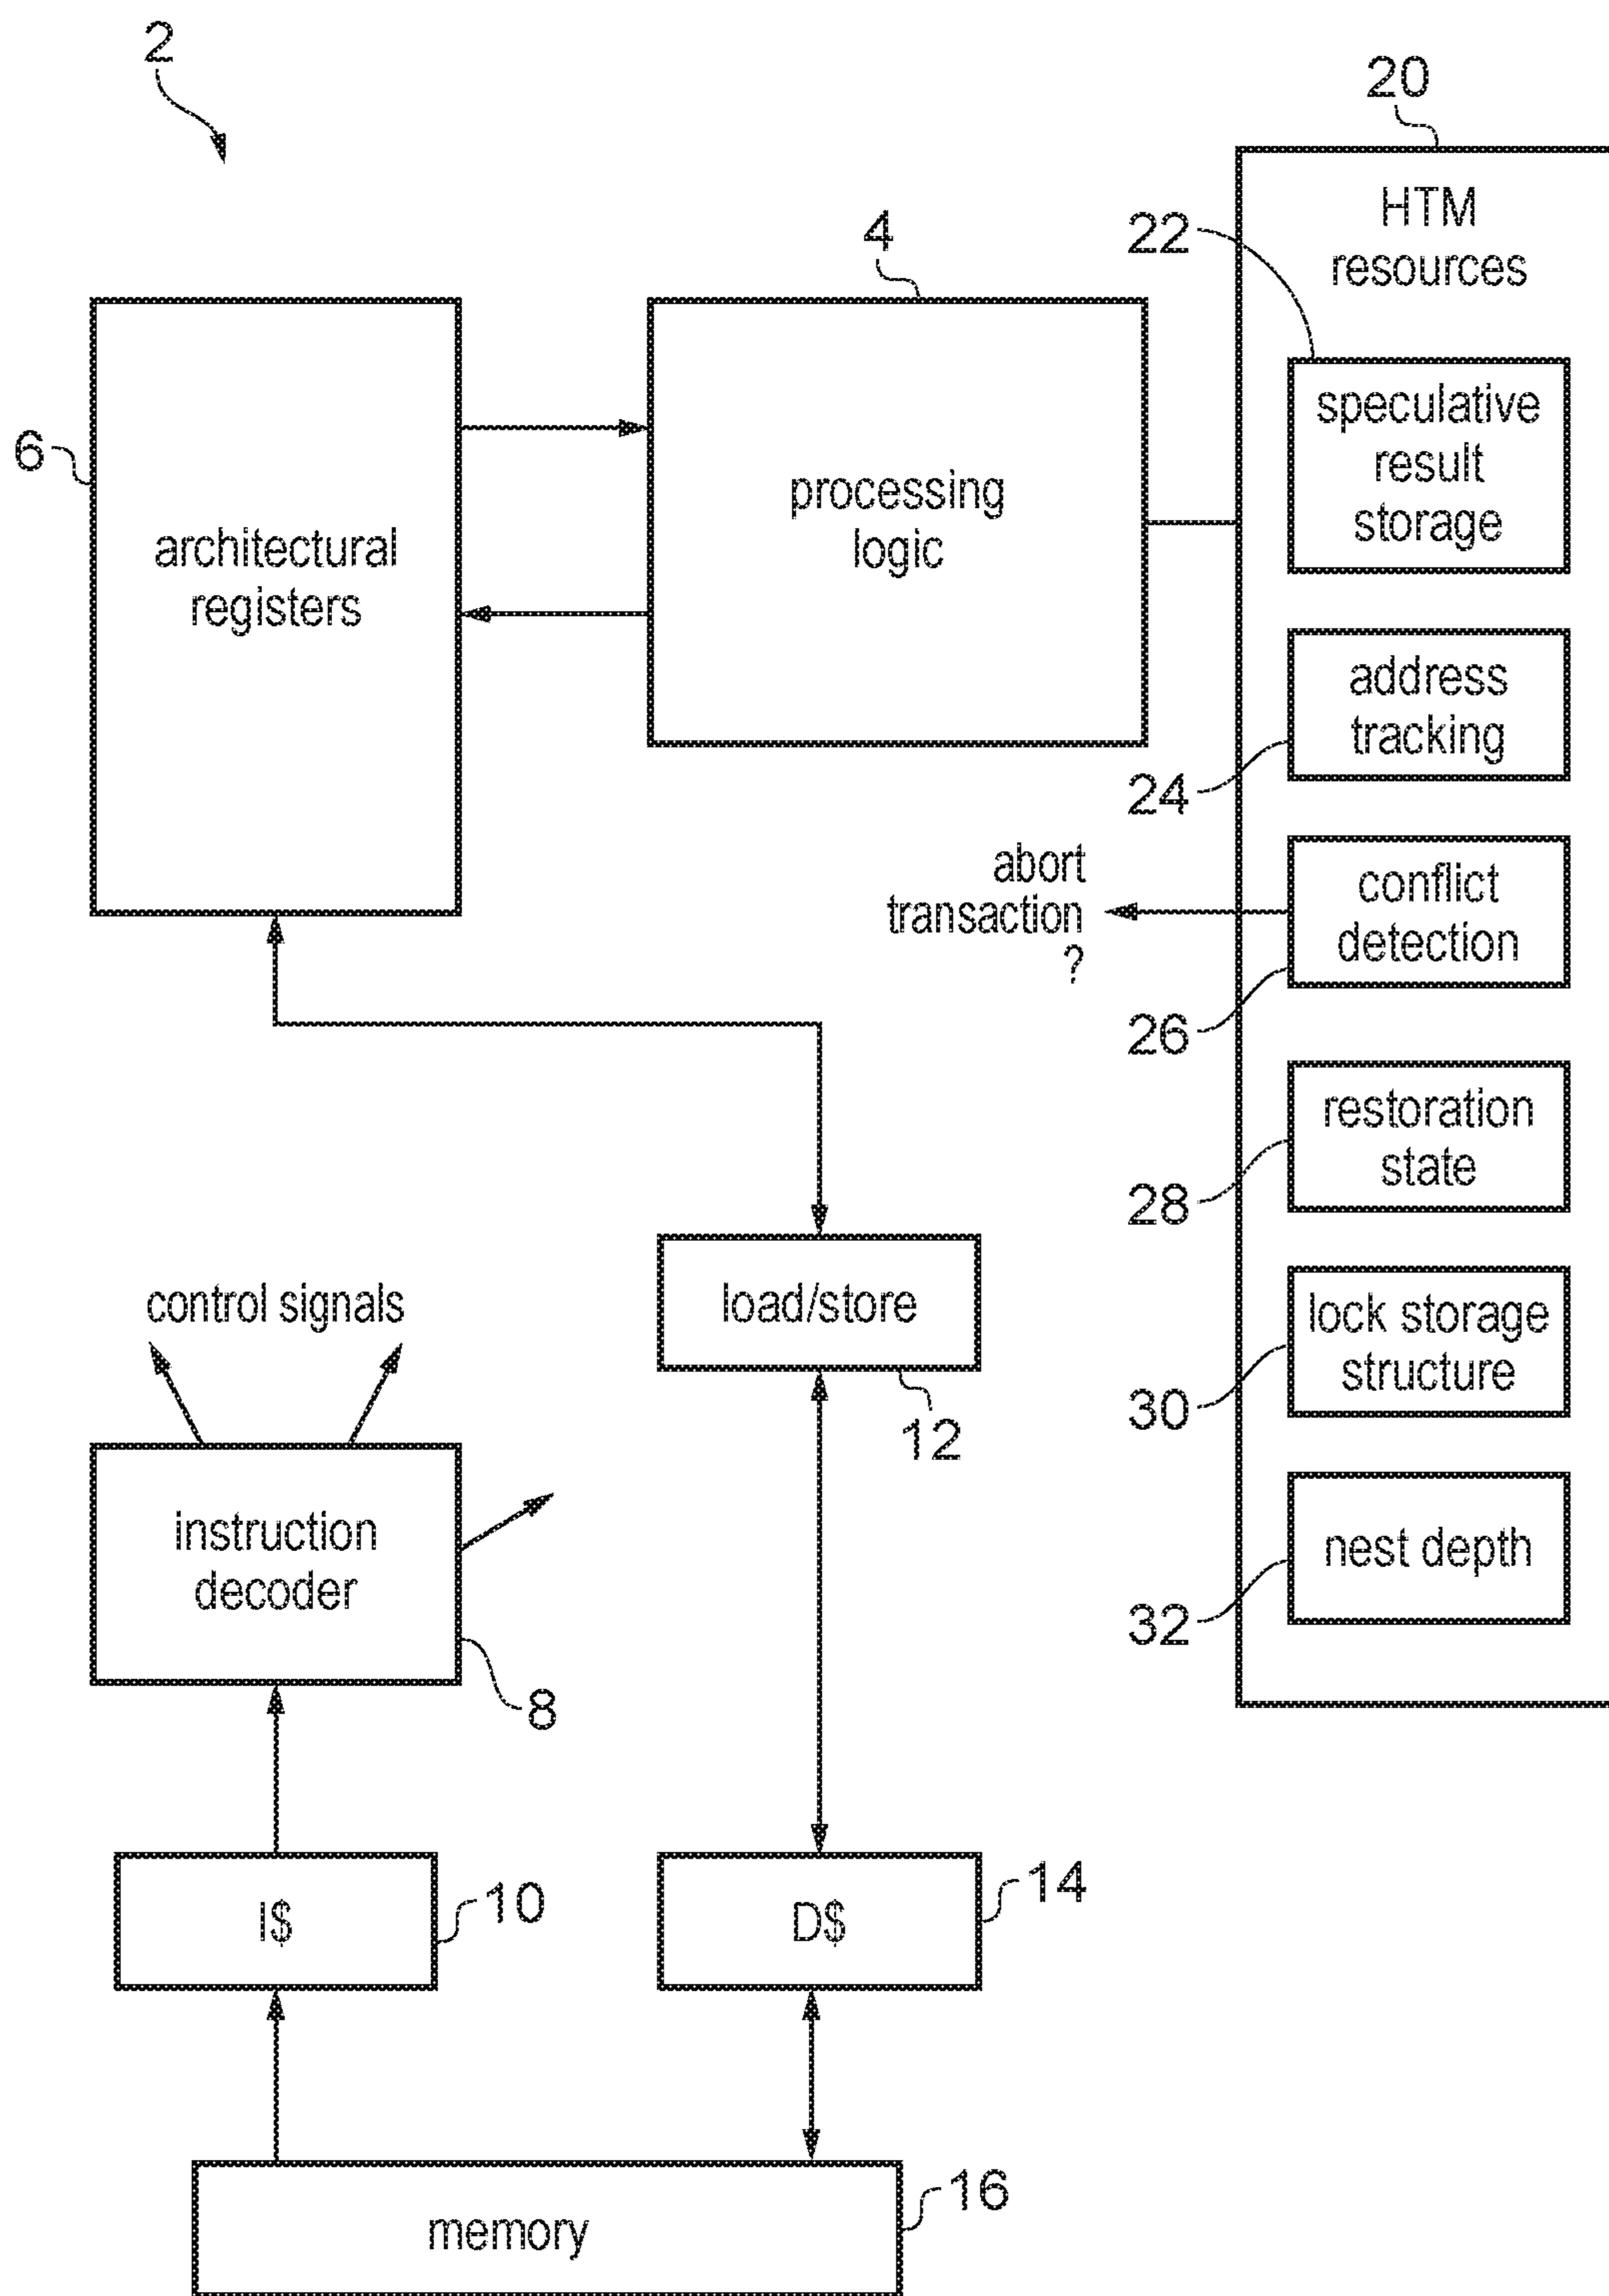 2
20
HTM
resources
22
speculative
result
storage
4
processing
logic
6
architectural
registers
address
tracking
24
abort
transaction
?
conflict
detection
26
restoration
state
28
load/store
12
lock storage
structure
30
control signals
instruction
decoder
8
nest depth
32
I$
10
D$
14
memory
16